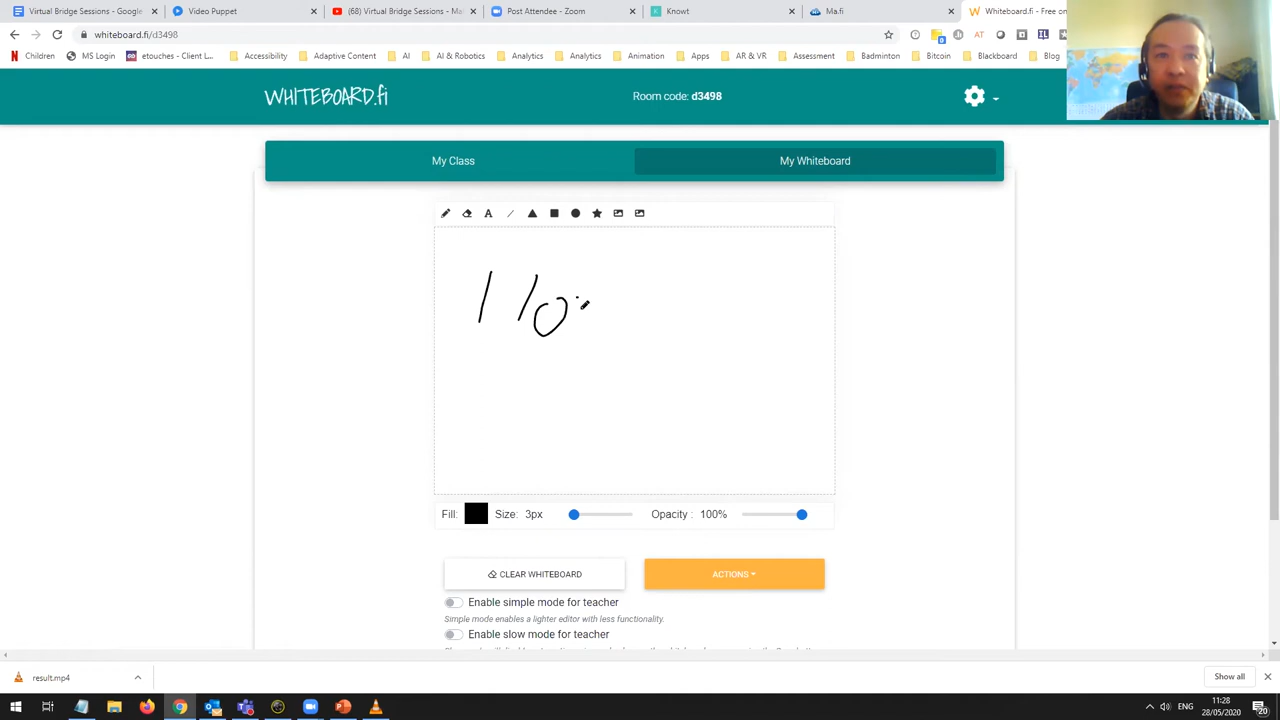 Virtual Bridge Sessions - Google
Video Puppet
(68) Virtual Bridge Sessions - Ma
Post Attendee - Zoom
Knowt
Ma.fi
Whiteboard.fi - Free on
whiteboard.fi/d3498
Children
MS Login
etouches - Client L...
Accessibility
Adaptive Content
AI
AI & Robotics
Analytics
Analytics
Animation
Apps
AR & VR
Assessment
Badminton
Bitcoin
Blackboard
Blog
WHITEBOARD.fi
Room code: d3498
My Class
My Whiteboard
Fill:
Size: 3px
Opacity : 100%
CLEAR WHITEBOARD
ACTIONS
Enable simple mode for teacher
Simple mode enables a lighter editor with less functionality.
Enable slow mode for teacher
result.mp4
Show all
ENG
11:28
28/05/2020
20